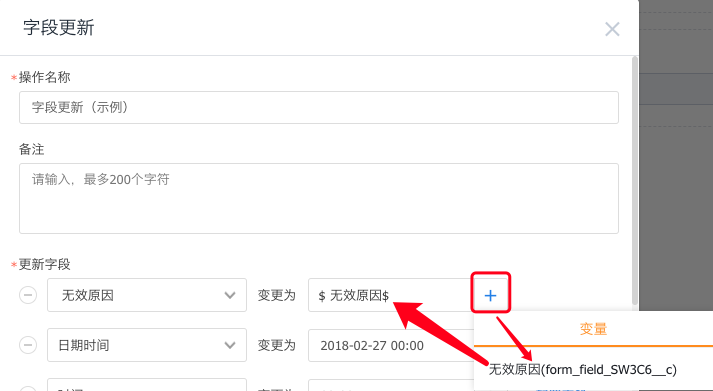 字段更新
*操作名称
字段更新（示例）
备注
请输入，最多200个字符
*更新字段
无效原因 变更为 $ 无效原因$ +
变量
日期时间 变更为 2018-02-27 00:00
无效原因(form_field_SW3C6__c)